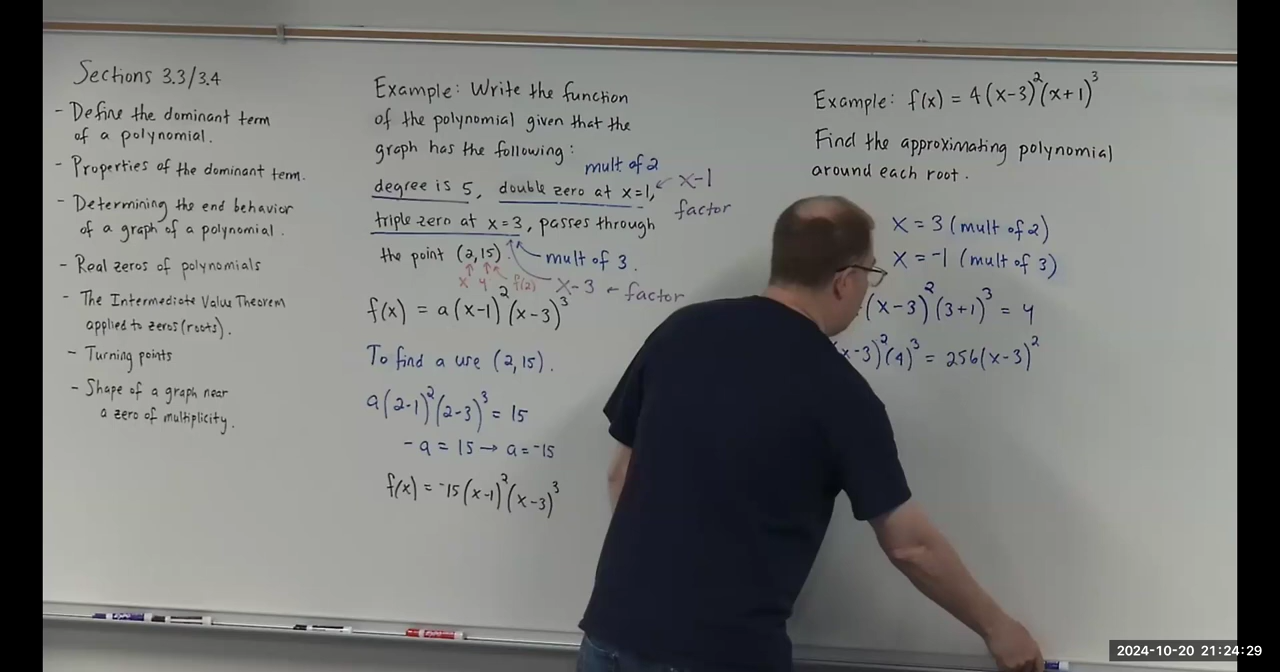 Sections 3.3/3.4
- Define the dominant term
of a polynomial.
- Properties of the dominant term.
- Determining the end behavior
of a graph of a polynomial.
- Real zeros of polynomials
- The Intermediate Value Theorem
applied to zeros (roots).
- Turning points
- Shape of a graph near
a zero of multiplicity.
Example: Write the function
of the polynomial given that the
graph has the following:
mult of 2
degree is 5, double zero at x=1, ← x-1
factor
triple zero at x=3, passes through
the point (2,15). mult of 3.
x y f(2) x-3 ← factor
f(x) = a(x-1)²(x-3)³
To find a use (2,15).
a(2-1)²(2-3)³ = 15
-a = 15 → a = -15
f(x) = -15(x-1)²(x-3)³
Example: f(x) = 4(x-3)²(x+1)³
Find the approximating polynomial
around each root.
x = 3 (mult of 2)
x = -1 (mult of 3)
(x-3)²(3+1)³ = y
(x-3)²(4)³ = 256(x-3)²
2024-10-20 21:24:29